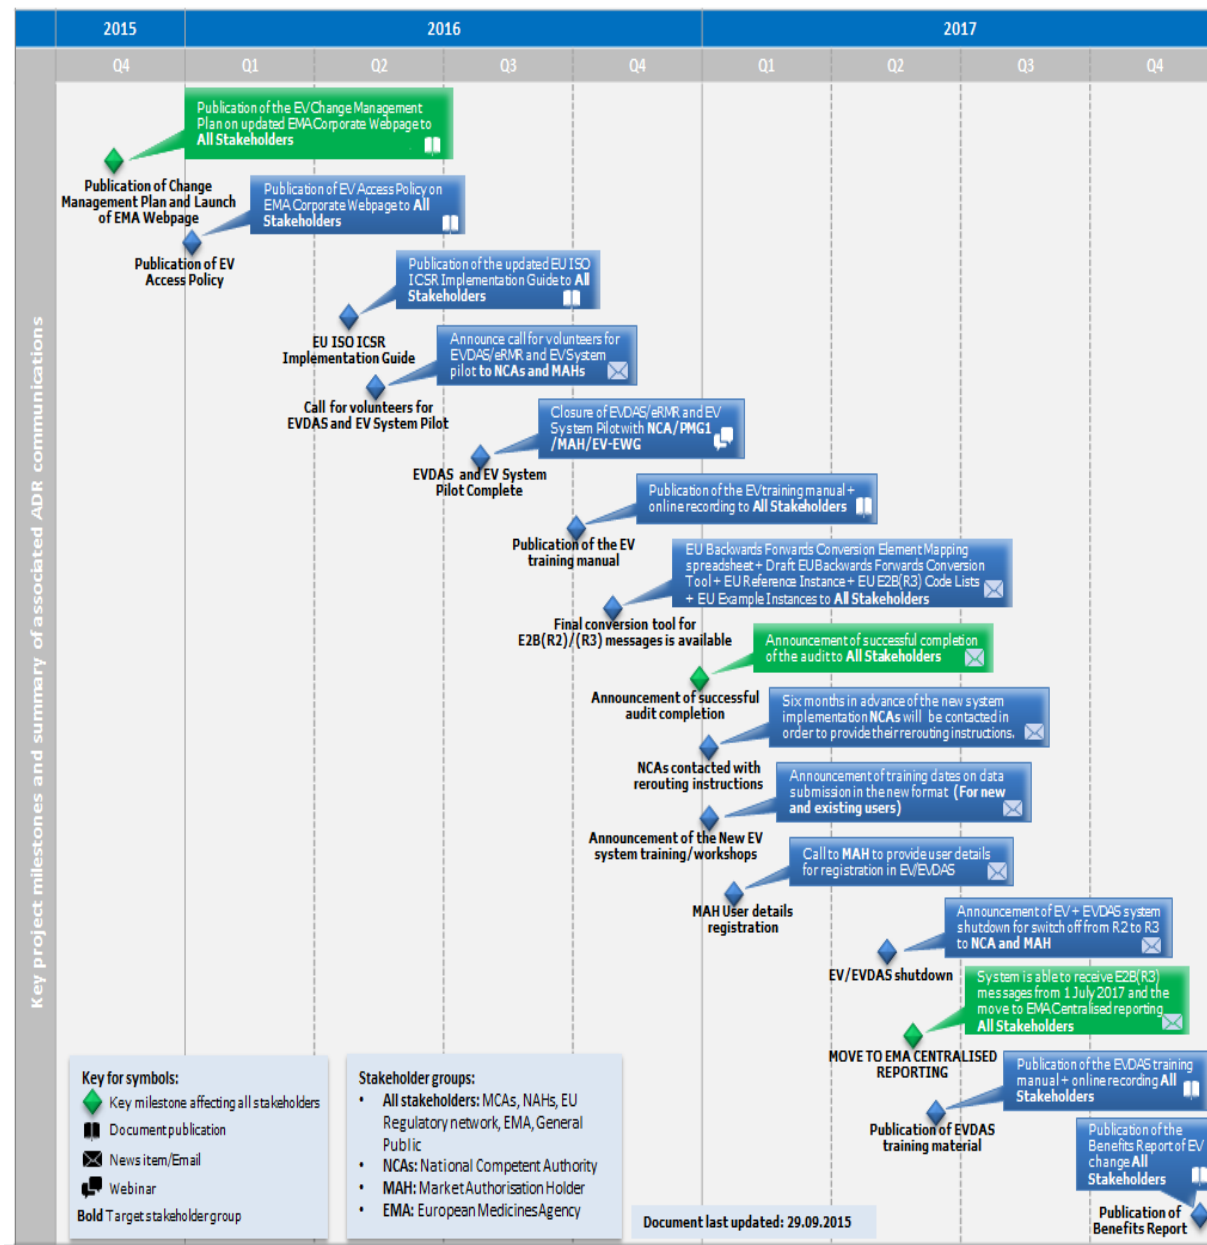 2015 2016 2017
Q4 Q1 Q2 Q3 Q4 Q1 Q2 Q3 Q4
Key project milestones and summary of associated ADR communications
Publication of the EV Change Management
Plan on updated EMA Corporate Webpage to
All Stakeholders
Publication of Change
Management Plan and Launch
of EMA Webpage
Publication of EV Access Policy on
EMA Corporate Webpage to All
Stakeholders
Publication of EV
Access Policy
Publication of the updated EU ISO
ICSR Implementation Guide to All
Stakeholders
EU ISO ICSR
Implementation Guide
Announce call for volunteers for
EVDAS/eRMR and EV System
pilot to NCAs and MAHs
Call for volunteers for
EVDAS and EV System Pilot
Closure of EVDAS/eRMR and EV
System Pilot with NCA/PMG1
/MAH/EV-EWG
EVDAS and EV System
Pilot Complete
Publication of the EV training manual +
online recording to All Stakeholders
Publication of the EV
training manual
EU Backwards Forwards Conversion Element Mapping
spreadsheet + Draft EU Backwards Forwards Conversion
Tool + EU Reference Instance + EU E2B(R3) Code Lists
+ EU Example Instances to All Stakeholders
Final conversion tool for
E2B(R2)/(R3) messages is available
Announcement of successful completion
of the audit to All Stakeholders
Announcement of successful
audit completion
Six months in advance of the new system
implementation NCAs will be contacted in
order to provide their rerouting instructions.
NCAs contacted with
rerouting instructions
Announcement of training dates on data
submission in the new format (For new
and existing users)
Announcement of the New EV
system training/workshops
Call to MAH to provide user details
for registration in EV/EVDAS
MAH User details
registration
Announcement of EV + EVDAS system
shutdown for switch off from R2 to R3
to NCA and MAH
EV/EVDAS shutdown
System is able to receive E2B(R3)
messages from 1 July 2017 and the
move to EMA Centralised reporting
All Stakeholders
MOVE TO EMA CENTRALISED
REPORTING
Publication of the EVDAS training
manual + online recording All
Stakeholders
Publication of EVDAS
training material
Publication of the
Benefits Report of EV
change All
Stakeholders
Publication of
Benefits Report
Key for symbols:
Key milestone affecting all stakeholders
Document publication
News item/Email
Webinar
Bold Target stakeholder group
Stakeholder groups:
• All stakeholders: MCAs, NAHs, EU
Regulatory network, EMA, General
Public
• NCAs: National Competent Authority
• MAH: Market Authorisation Holder
• EMA: European Medicines Agency
Document last updated: 29.09.2015